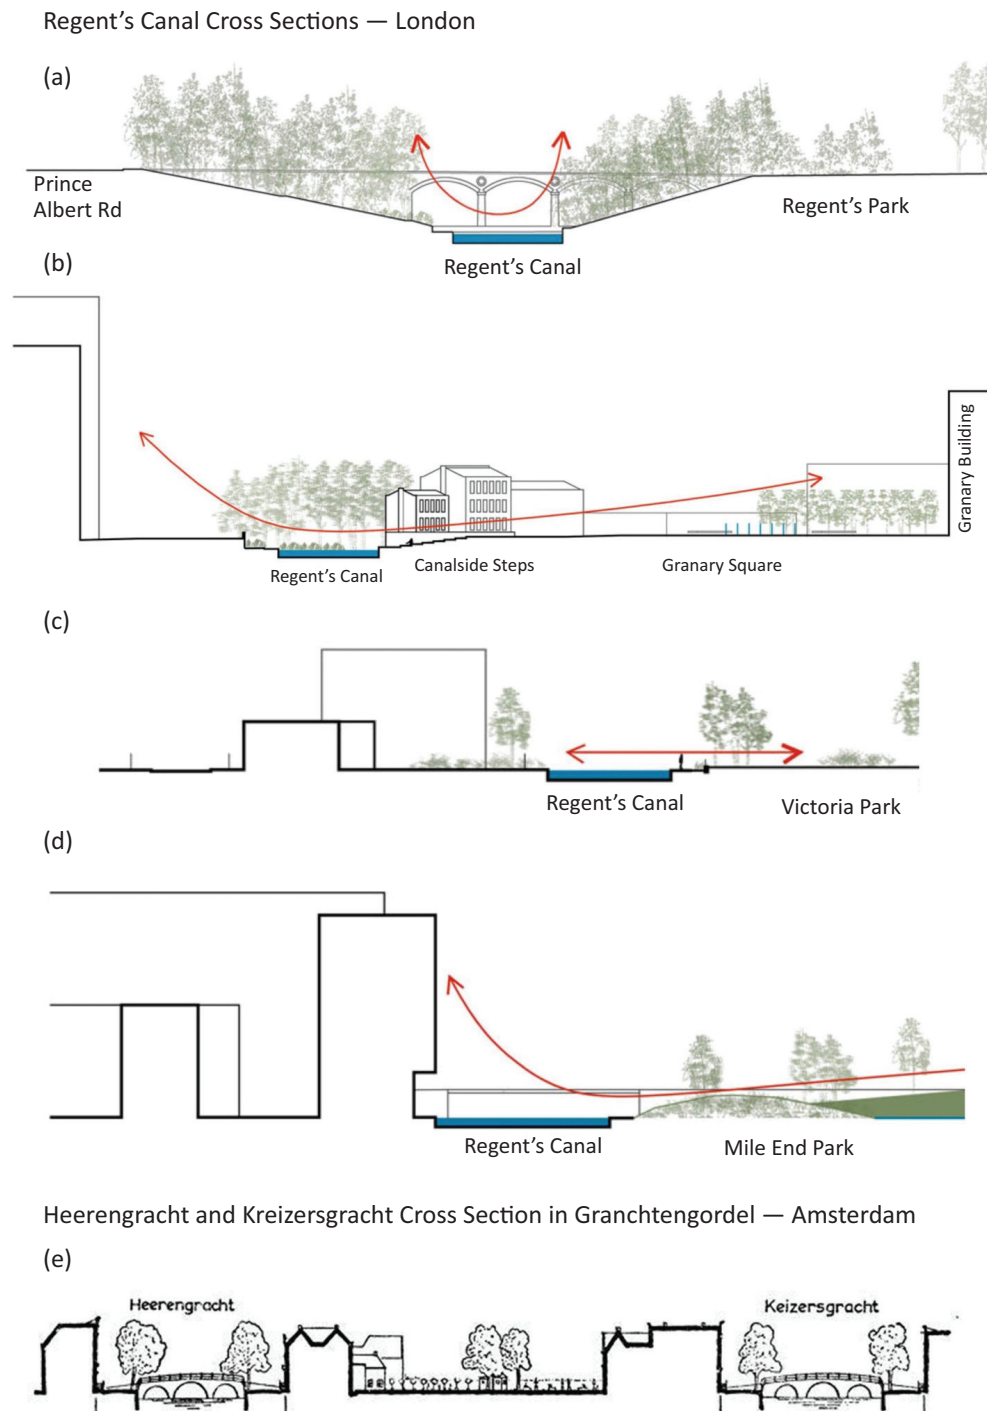 Regent's Canal Cross Sections — London
(a)
Prince
Albert Rd
Regent's Park
Regent's Canal
(b)
Granary Building
Regent's Canal
Canalside Steps
Granary Square
(c)
Regent's Canal
Victoria Park
(d)
Regent's Canal
Mile End Park
Heerengracht and Kreizersgracht Cross Section in Granchtengordel — Amsterdam
(e)
Heerengracht
Keizersgracht